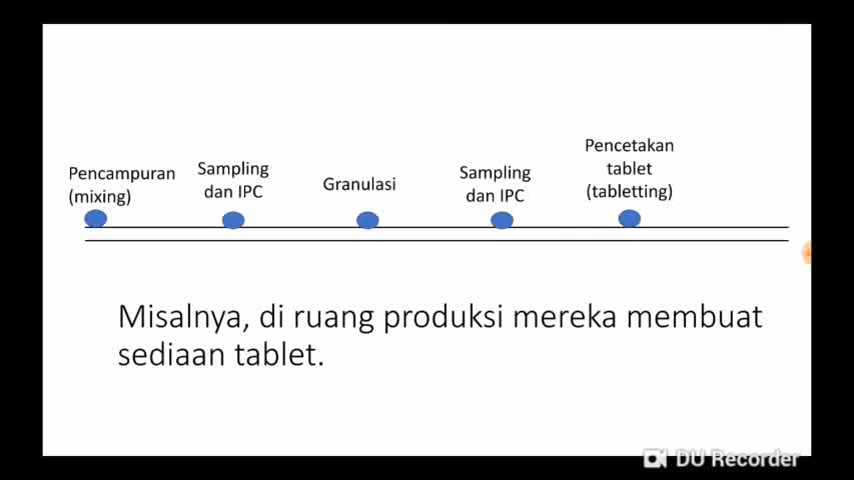 Pencampuran
(mixing)
Sampling
dan IPC
Granulasi
Sampling
dan IPC
Pencetakan
tablet
(tabletting)
Misalnya, di ruang produksi mereka membuat
sediaan tablet.
DU Recorder